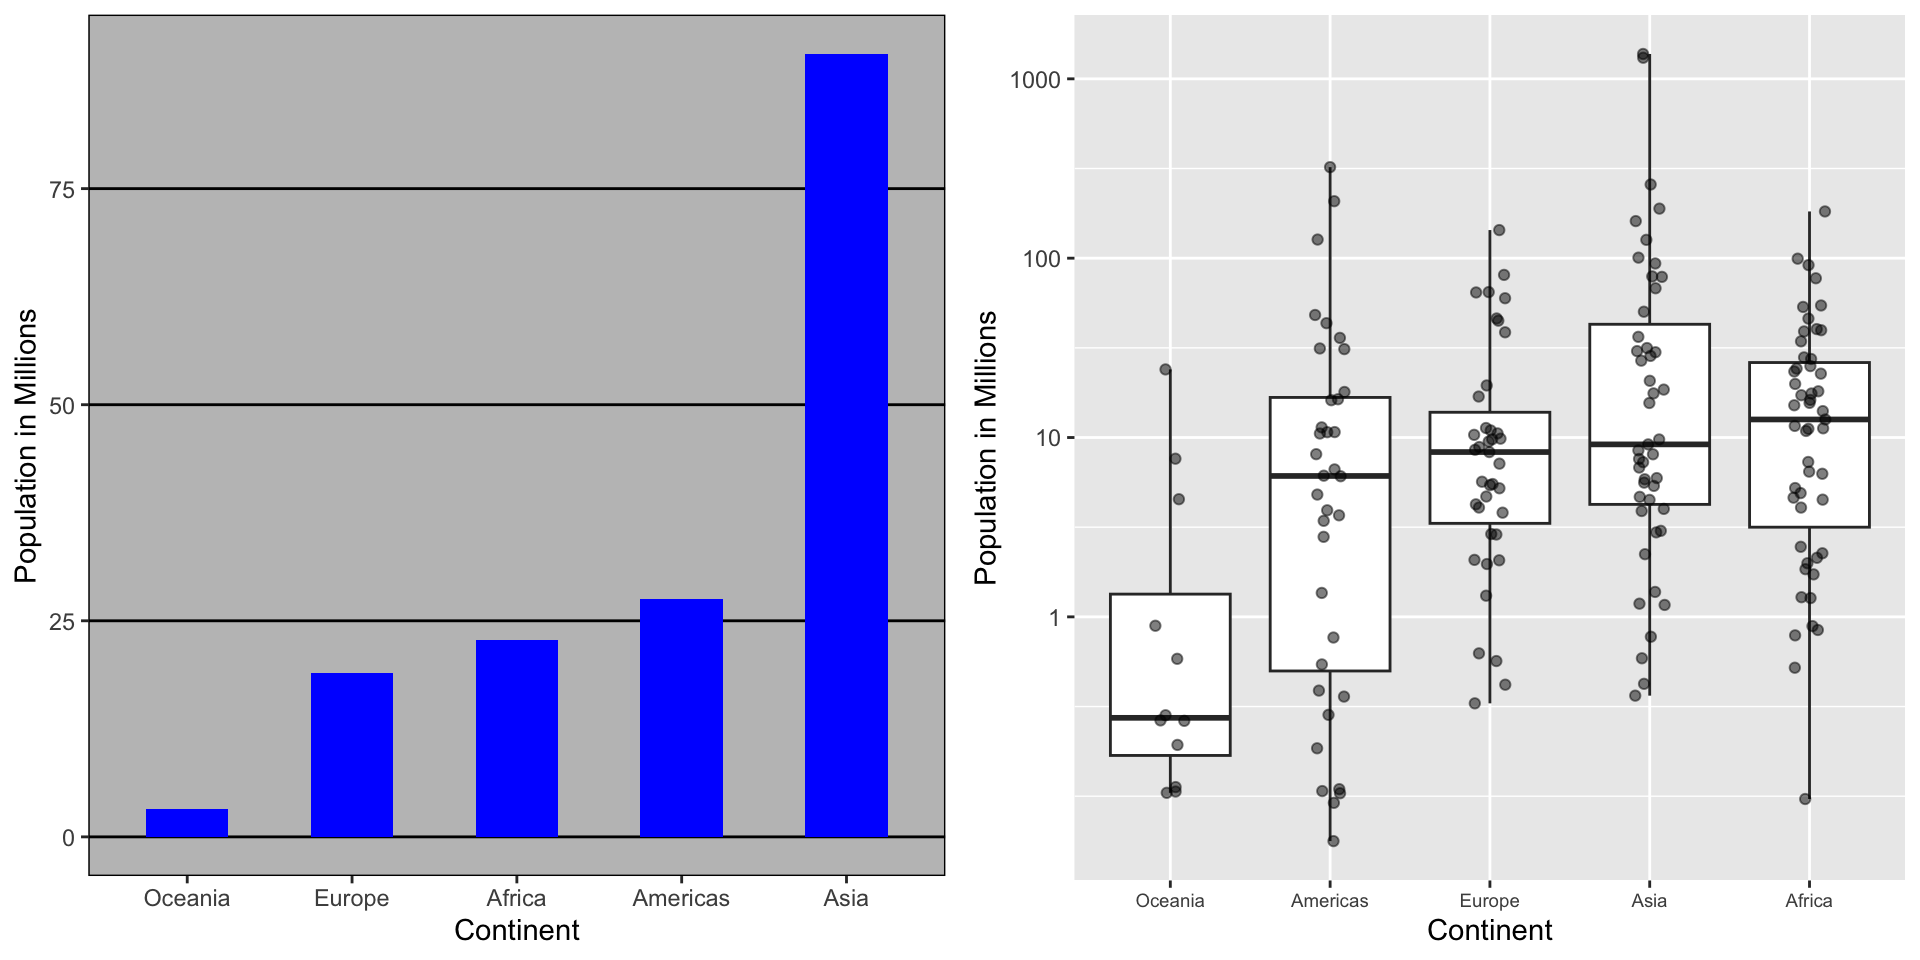 Population in Millions
75
50
25
0
Oceania Europe Africa Americas Asia
Continent
Population in Millions
1000
100
10
1
Oceania Americas Europe Asia Africa
Continent